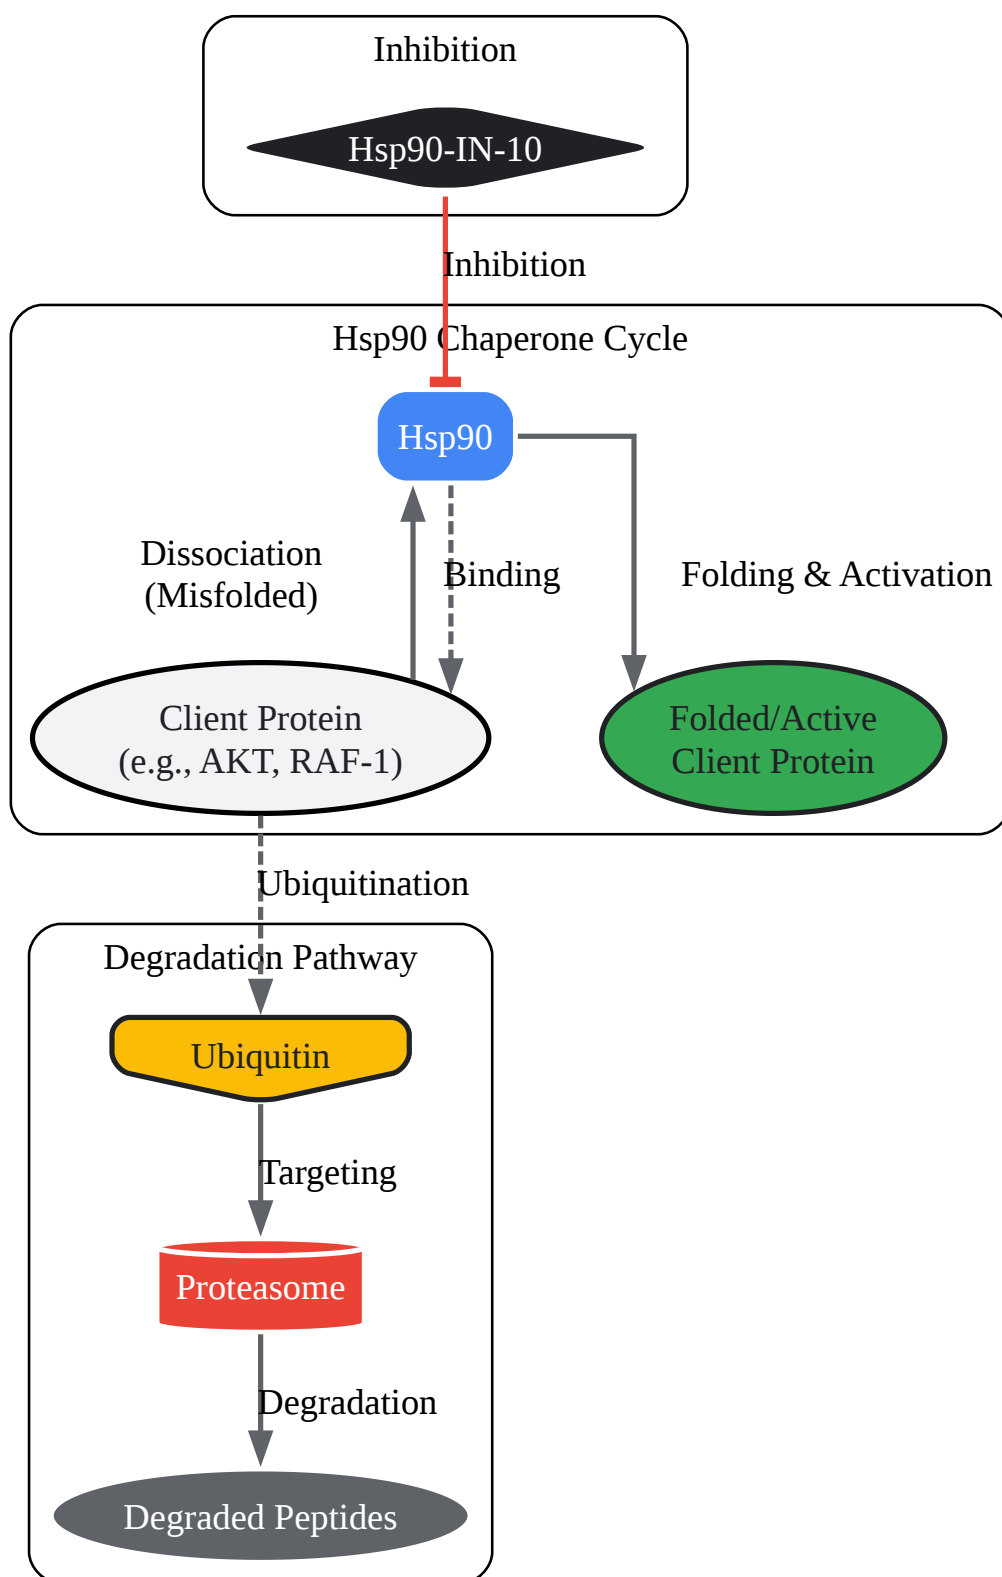 Inhibition
Hsp90-IN-10
Inhibition
Hsp90 Chaperone Cycle
Hsp90
Dissociation
(Misfolded)
Binding
Folding & Activation
Client Protein
(e.g., AKT, RAF-1)
Folded/Active
Client Protein
Ubiquitination
Degradation Pathway
Ubiquitin
Targeting
Proteasome
Degradation
Degraded Peptides